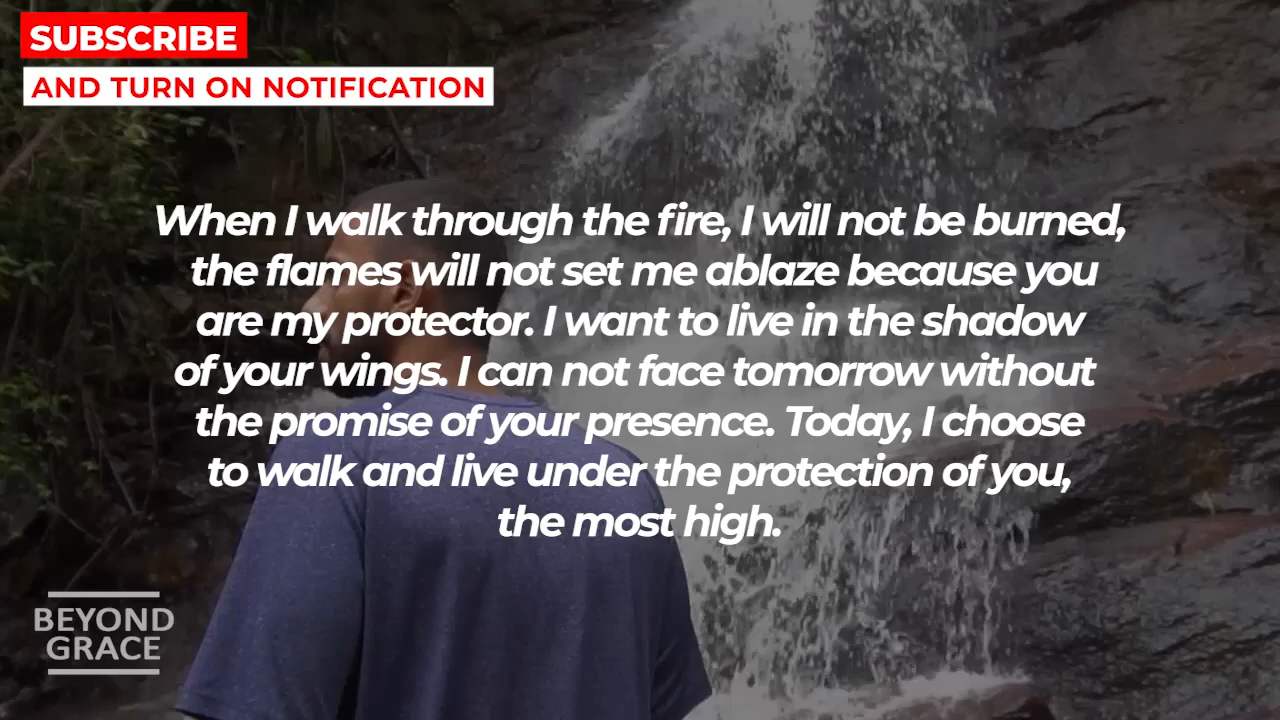 SUBSCRIBE
AND TURN ON NOTIFICATION
When I walk through the fire, I will not be burned,
the flames will not set me ablaze because you
are my protector. I want to live in the shadow
of your wings. I can not face tomorrow without
the promise of your presence. Today, I choose
to walk and live under the protection of you,
the most high.
BEYOND
GRACE